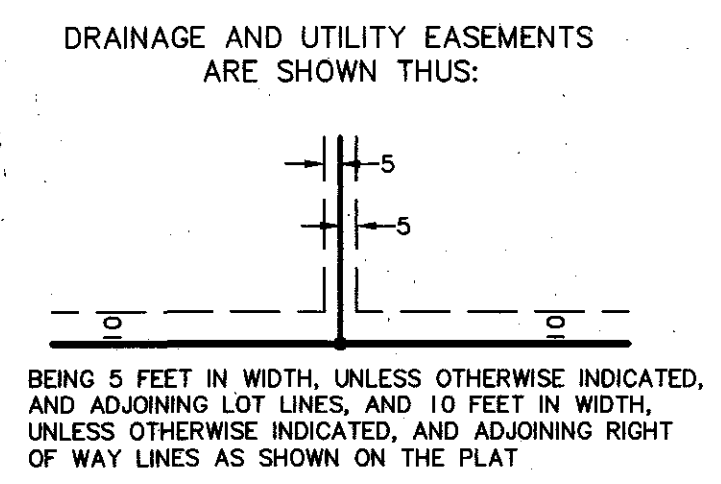 DRAINAGE AND UTILITY EASEMENTS
ARE SHOWN THUS:
5
5
10
10
BEING 5 FEET IN WIDTH, UNLESS OTHERWISE INDICATED,
AND ADJOINING LOT LINES, AND 10 FEET IN WIDTH,
UNLESS OTHERWISE INDICATED, AND ADJOINING RIGHT
OF WAY LINES AS SHOWN ON THE PLAT